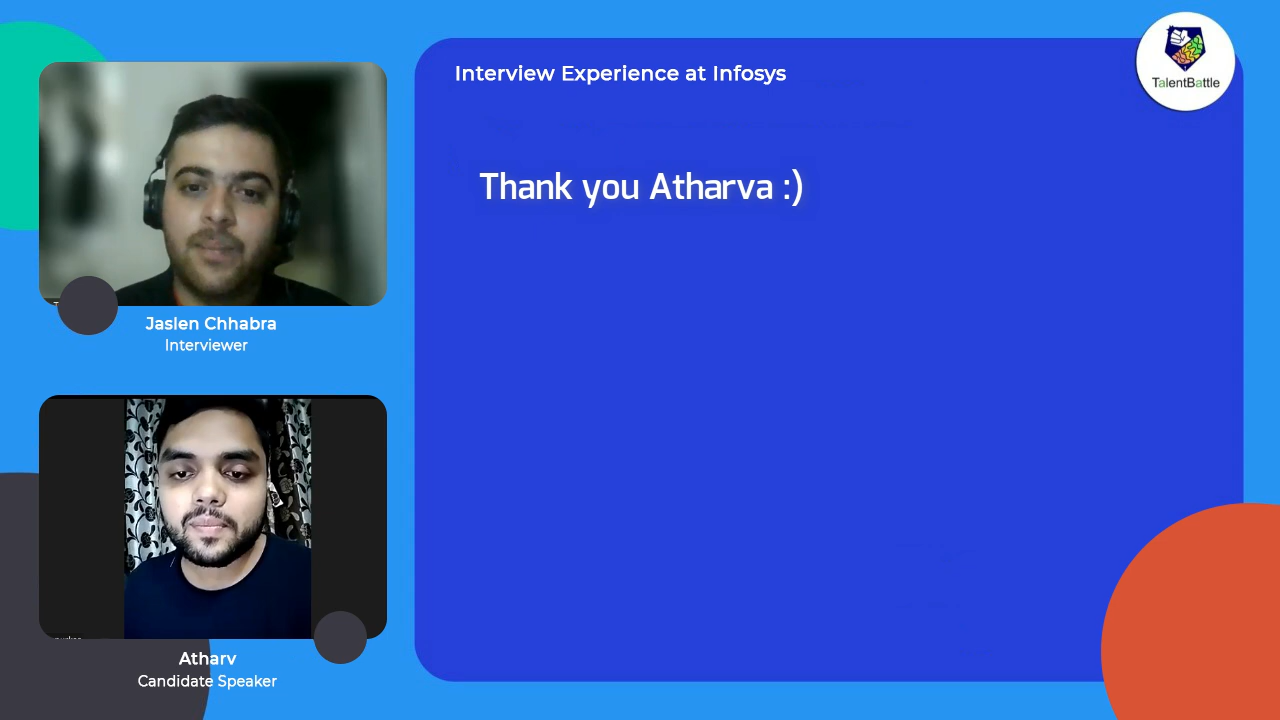 Interview Experience at Infosys
TalentBattle
Thank you Atharva :)
Jaslen Chhabra
Interviewer
Atharv
Candidate Speaker